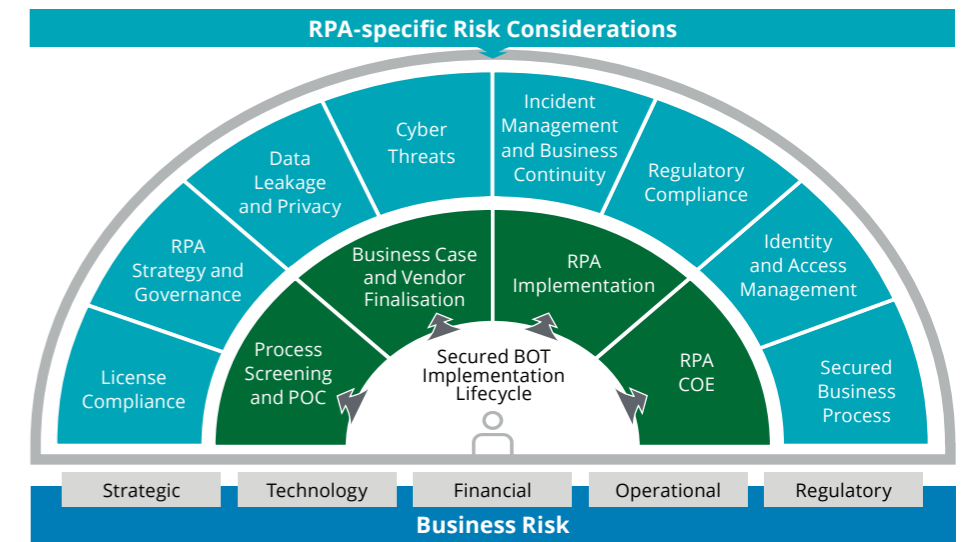 RPA-specific Risk Considerations
License
Compliance
RPA
Strategy and
Governance
Data
Leakage
and Privacy
Cyber
Threats
Incident
Management
and Business
Continuity
Regulatory
Compliance
Identity
and Access
Management
Secured
Business
Process
Process
Screening
and POC
Business Case
and Vendor
Finalisation
RPA
Implementation
RPA
COE
Secured BOT
Implementation
Lifecycle
Strategic
Technology
Financial
Operational
Regulatory
Business Risk